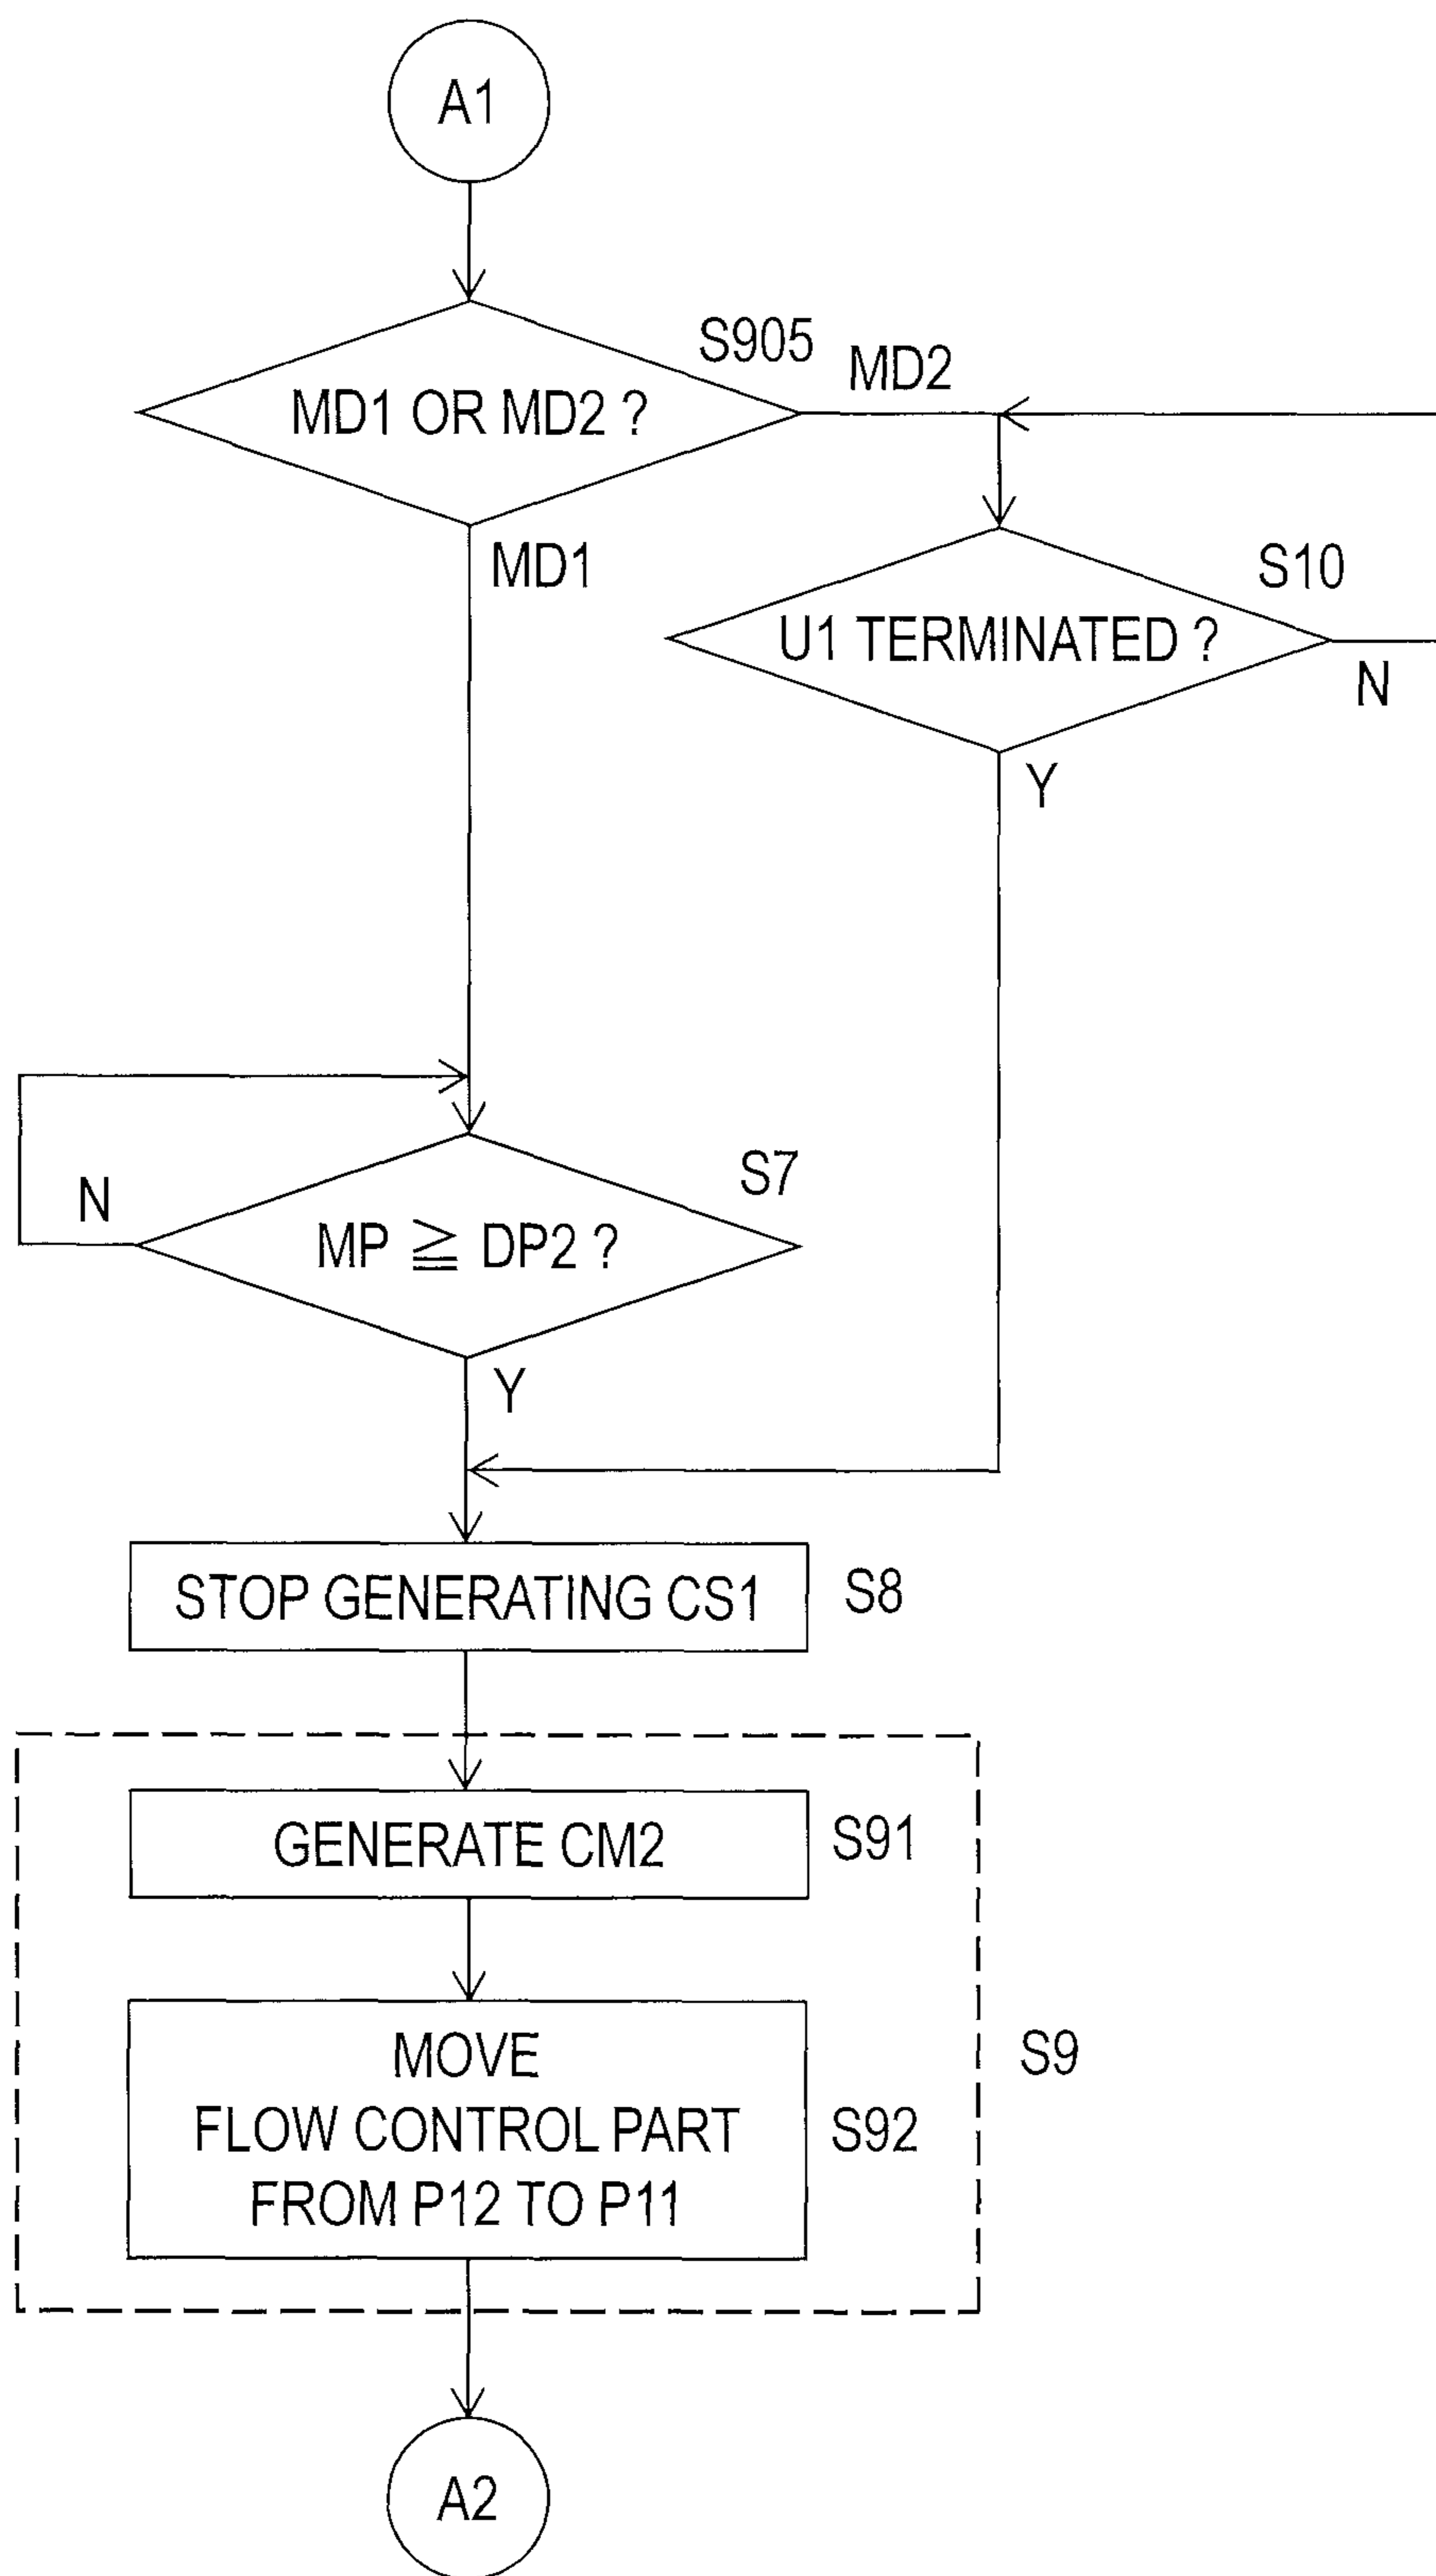 A1
S905
MD2
MD1 OR MD2 ?
MD1
S10
U1 TERMINATED ?
N
Y
S7
N
MP ≧ DP2 ?
Y
STOP GENERATING CS1
S8
GENERATE CM2
S91
MOVE
FLOW CONTROL PART
FROM P12 TO P11
S92
S9
A2